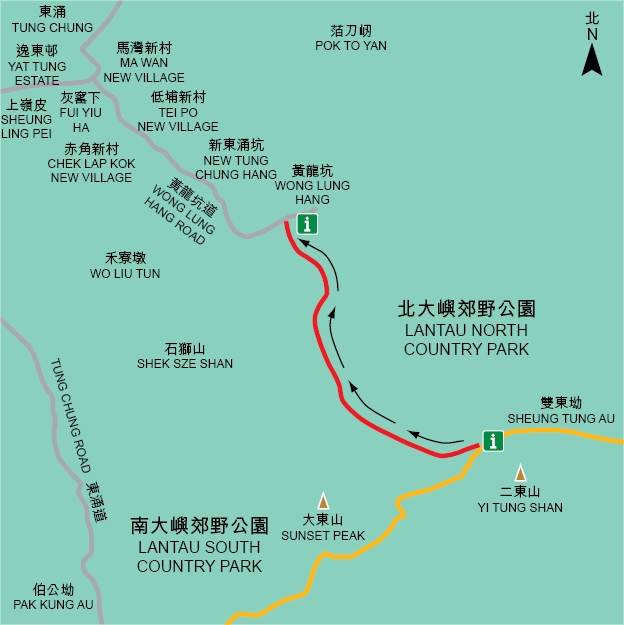 東涌
TUNG CHUNG
逸東邨
YAT TUNG
ESTATE
馬灣新村
MA WAN
NEW VILLAGE
笏刀屻
POK TO YAN
北
N
上嶺皮
SHEUNG
LING PEI
灰窰下
FUI YIU
HA
低埔新村
TEI PO
NEW VILLAGE
赤角新村
CHEK LAP KOK
NEW VILLAGE
新東涌坑
NEW TUNG
CHUNG HANG
黃龍坑
WONG LUNG
HANG
黃龍坑道
WONG LUNG
HANG ROAD
i
禾寮墩
WO LIU TUN
北大嶼郊野公園
LANTAU NORTH
COUNTRY PARK
石獅山
SHEK SZE SHAN
TUNG CHUNG ROAD 東涌道
雙東坳
SHEUNG TUNG AU
i
二東山
YI TUNG SHAN
大東山
SUNSET PEAK
南大嶼郊野公園
LANTAU SOUTH
COUNTRY PARK
伯公坳
PAK KUNG AU